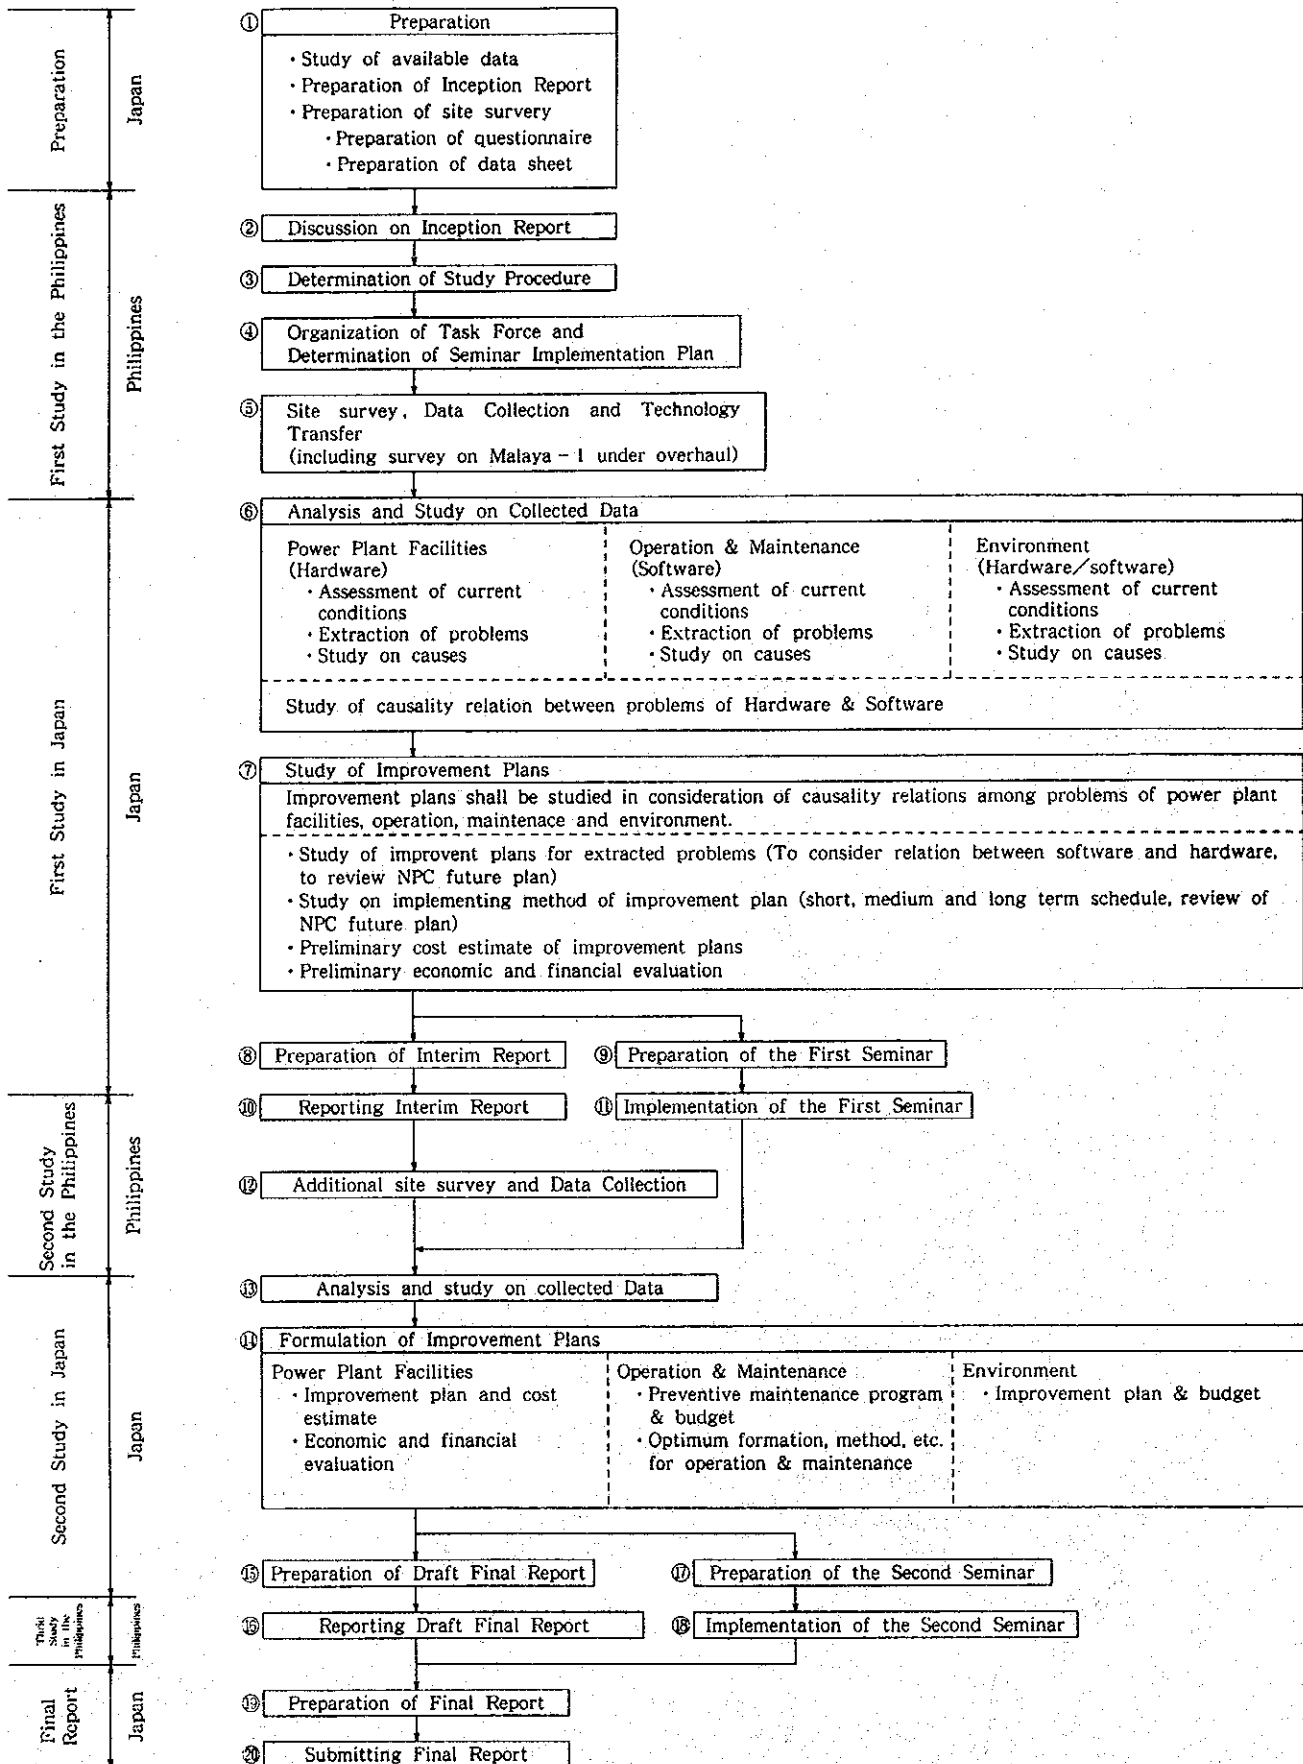 Preparation
Japan
① Preparation
・Study of available data
・Preparation of Inception Report
・Preparation of site survery
・Preparation of questionnaire
・Preparation of data sheet
First Study in the Philippines
Philippines
② Discussion on Inception Report
③ Determination of Study Procedure
④ Organization of Task Force and
Determination of Seminar Implementation Plan
⑤ Site survey, Data Collection and Technology
Transfer
(including survey on Malaya - 1 under overhaul)
First Study in Japan
Japan
⑥ Analysis and Study on Collected Data
Power Plant Facilities
(Hardware)
・Assessment of current
conditions
・Extraction of problems
・Study on causes
Operation & Maintenance
(Software)
・Assessment of current
conditions
・Extraction of problems
・Study on causes
Environment
(Hardware/software)
・Assessment of current
conditions
・Extraction of problems
・Study on causes
Study of causality relation between problems of Hardware & Software
⑦ Study of Improvement Plans
Improvement plans shall be studied in consideration of causality relations among problems of power plant
facilities, operation, maintenace and environment.
・Study of improvent plans for extracted problems (To consider relation between software and hardware,
to review NPC future plan)
・Study on implementing method of improvement plan (short, medium and long term schedule, review of
NPC future plan)
・Preliminary cost estimate of improvement plans
・Preliminary economic and financial evaluation
⑧ Preparation of Interim Report
⑨ Preparation of the First Seminar
Second Study
in the Philippines
Philippines
⑩ Reporting Interim Report
⑪ Implementation of the First Seminar
⑫ Additional site survey and Data Collection
Second Study in Japan
Japan
⑬ Analysis and study on collected Data
⑭ Formulation of Improvement Plans
Power Plant Facilities
・Improvement plan and cost
estimate
・Economic and financial
evaluation
Operation & Maintenance
・Preventive maintenance program
& budget
・Optimum formation, method, etc.
for operation & maintenance
Environment
・Improvement plan & budget
⑮ Preparation of Draft Final Report
⑰ Preparation of the Second Seminar
Third
Study
in the
Philippines
Philippines
⑯ Reporting Draft Final Report
⑱ Implementation of the Second Seminar
Final
Report
Japan
⑲ Preparation of Final Report
⑳ Submitting Final Report